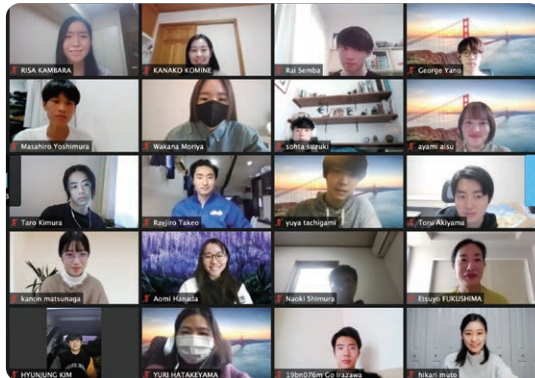 RISA KAMBARA
KANAKO KOMINE
Rai Semba
George Yano
Masahiro Yoshimura
Wakana Moriya
sohta suzuki
ayami aisu
Taro Kimura
Rayjiro Takeo
yuya tachigami
Toru Akiyama
kanon matsunaga
Aomi Hanada
Naoki Shimura
Etsuyo FUKUSHIMA
HYUNJUNG KIM
YURI HATAKEYAMA
19bn076m Go Irazawa
hikari muto